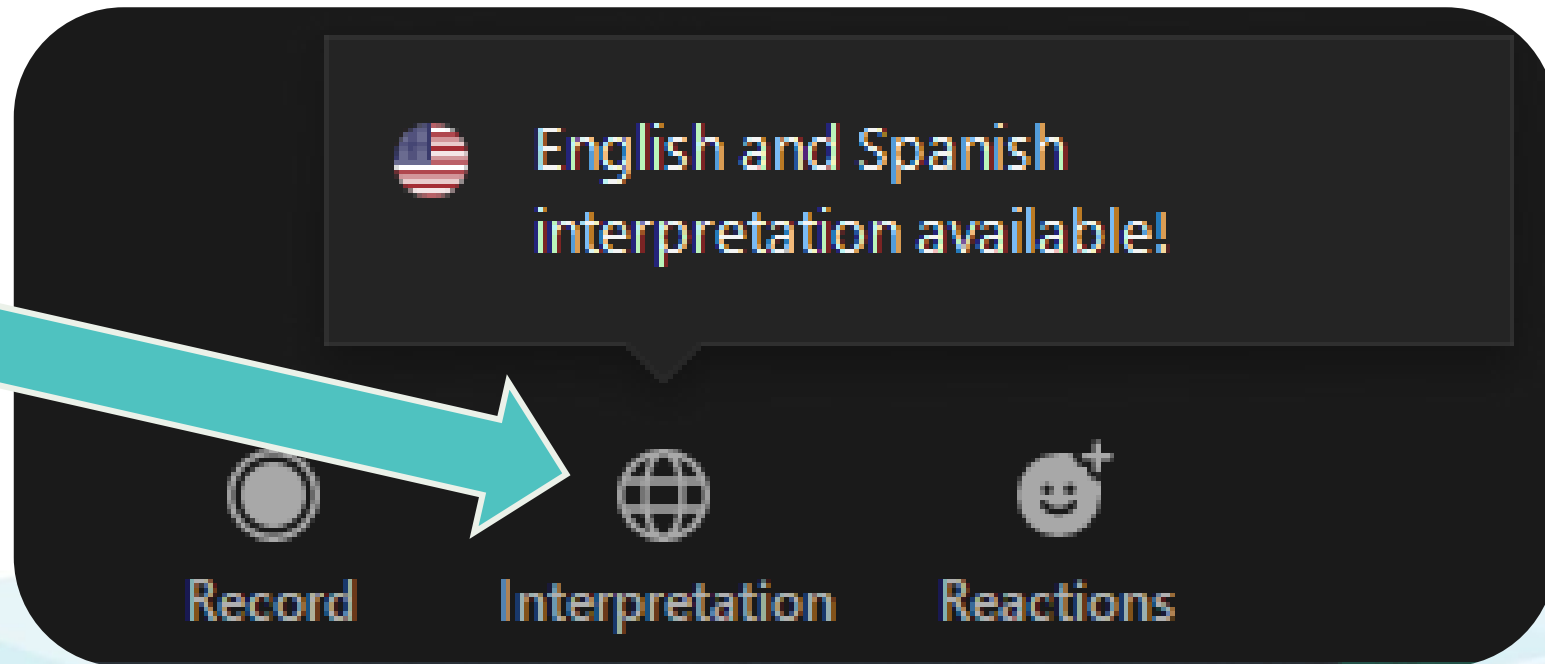 English and Spanish
interpretation available!
Record
Interpretation
Reactions